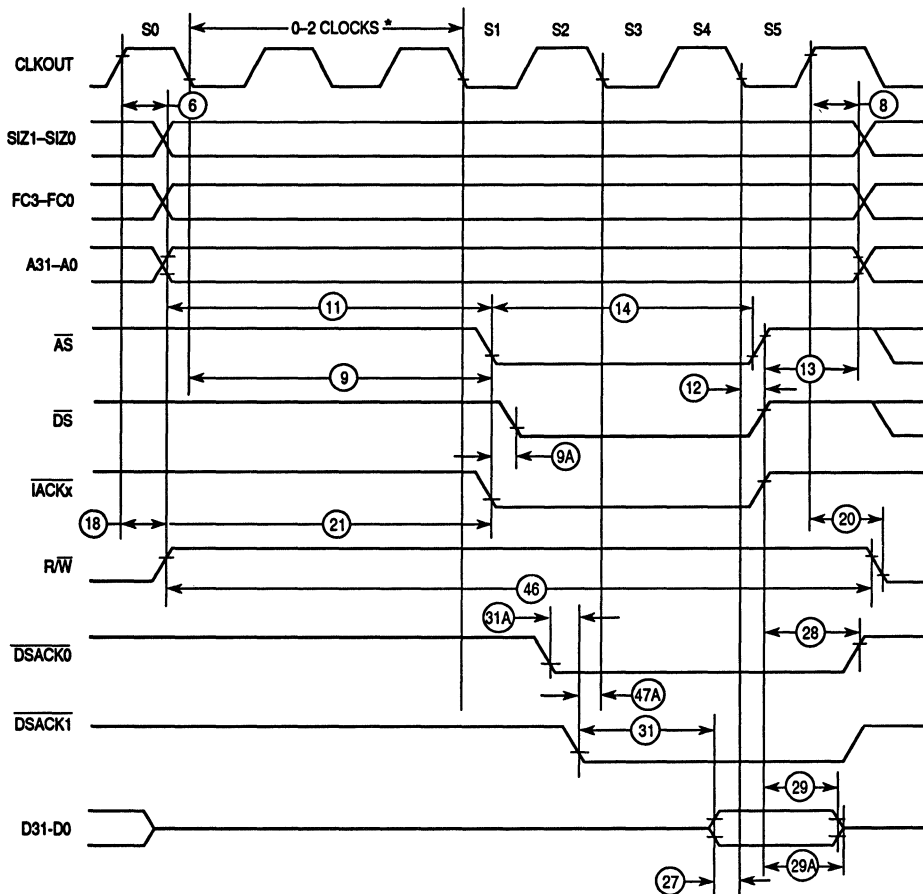 S0 0–2 CLOCKS * S1 S2 S3 S4 S5
CLKOUT
6 8
SIZ1–SIZ0
FC3–FC0
A31–A0
11 14
AS
13
9 12
DS
9A
IACKx
18 21 20
R/W
46
31A 28
DSACK0
47A
DSACK1
31
29
D31-D0
29A
27